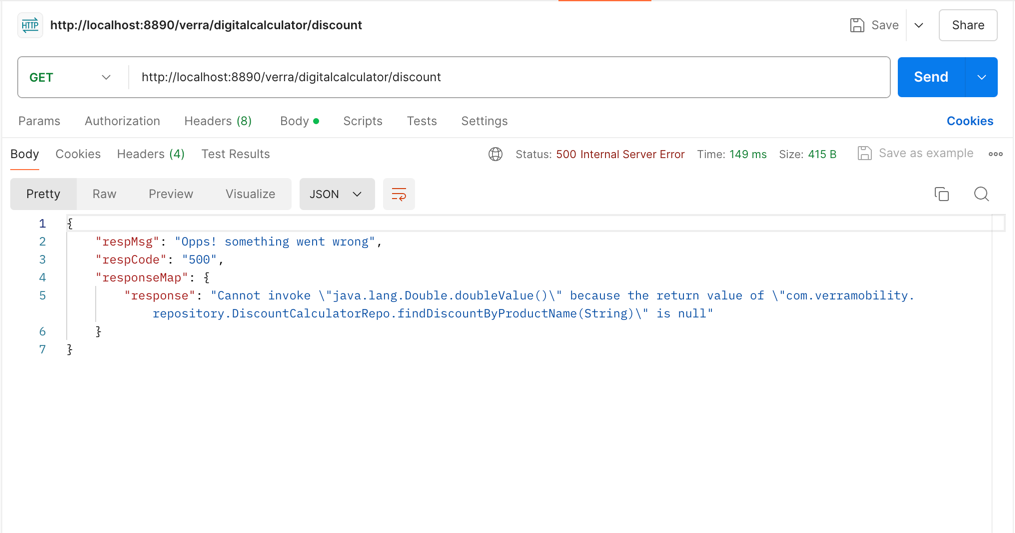 HTTP http://localhost:8890/verra/digitalcalculator/discount Save Share
GET http://localhost:8890/verra/digitalcalculator/discount Send
Params Authorization Headers (8) Body Scripts Tests Settings Cookies
Body Cookies Headers (4) Test Results Status: 500 Internal Server Error Time: 149 ms Size: 415 B Save as example
Pretty Raw Preview Visualize JSON
1 {
2 "respMsg": "Opps! something went wrong",
3 "respCode": "500",
4 "responseMap": {
5 "response": "Cannot invoke \"java.lang.Double.doubleValue()\" because the return value of \"com.verramobility.
repository.DiscountCalculatorRepo.findDiscountByProductName(String)\" is null"
6 }
7 }